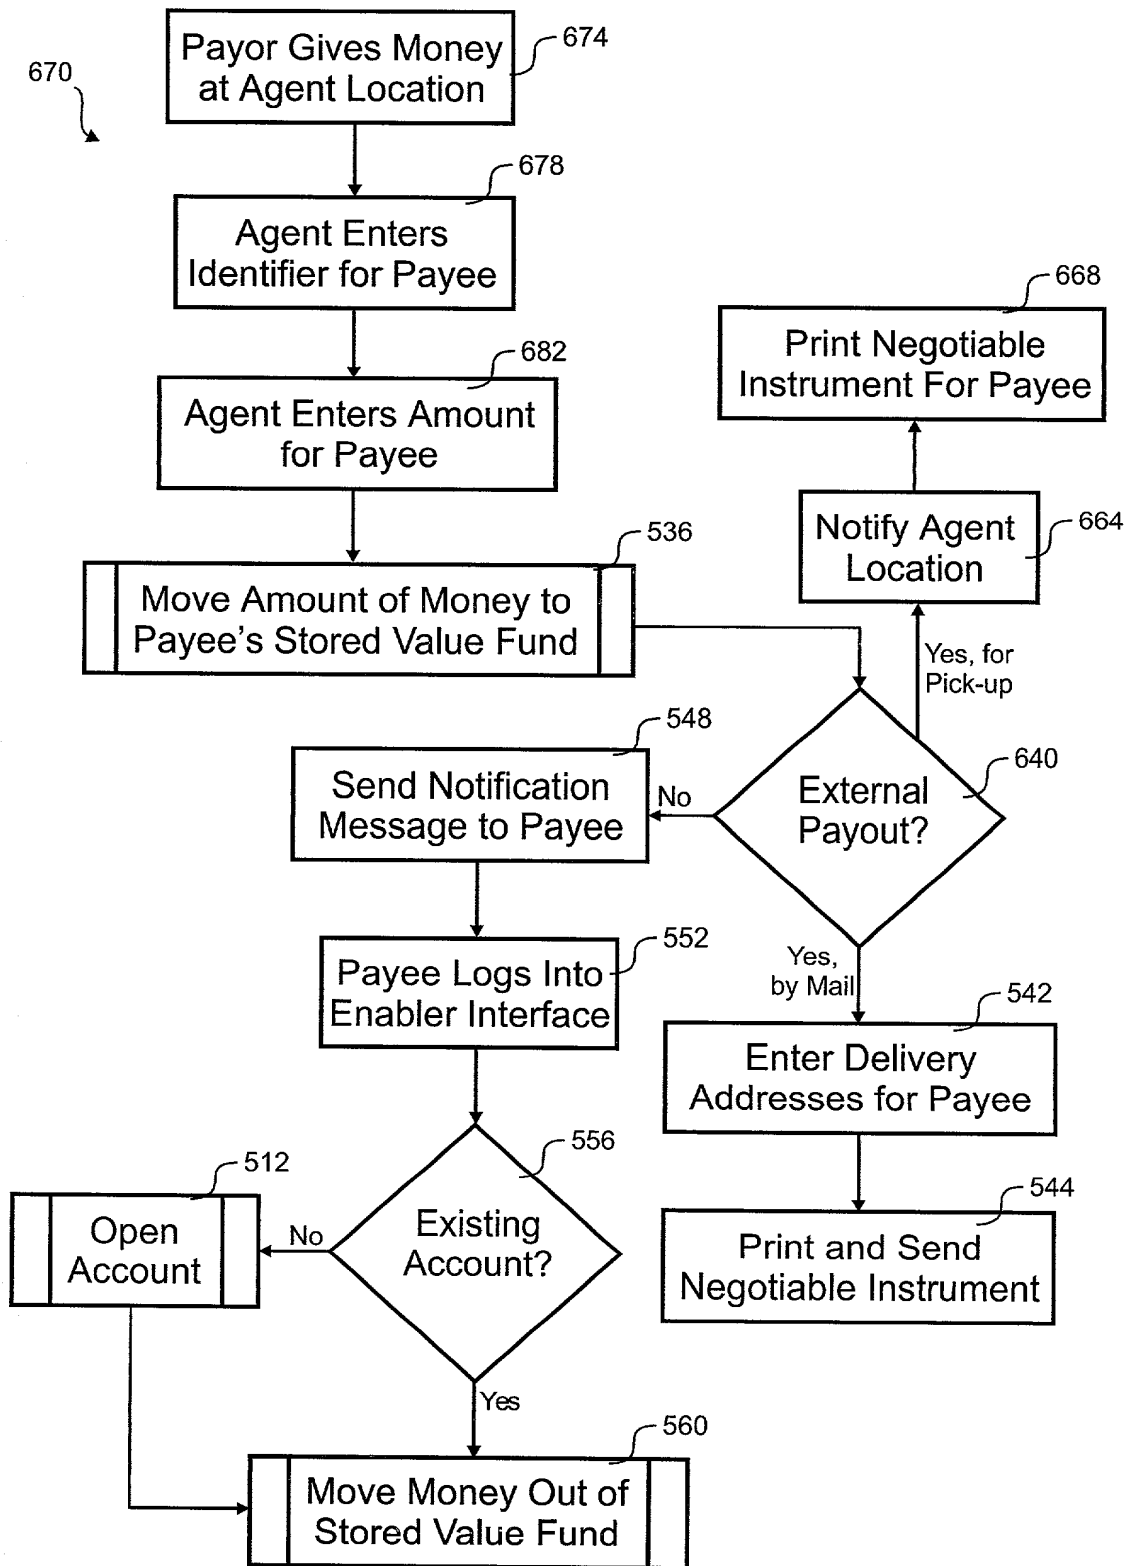 Payor Gives Money
at Agent Location
674
670
678
Agent Enters
Identifier for Payee
668
Print Negotiable
Instrument For Payee
682
Agent Enters Amount
for Payee
664
Notify Agent
Location
536
Move Amount of Money to
Payee's Stored Value Fund
Yes, for
Pick-up
548
Send Notification
Message to Payee
No
640
External
Payout?
552
Payee Logs Into
Enabler Interface
Yes,
by Mail
542
Enter Delivery
Addresses for Payee
556
Existing
Account?
512
Open
Account
No
544
Print and Send
Negotiable Instrument
Yes
560
Move Money Out of
Stored Value Fund